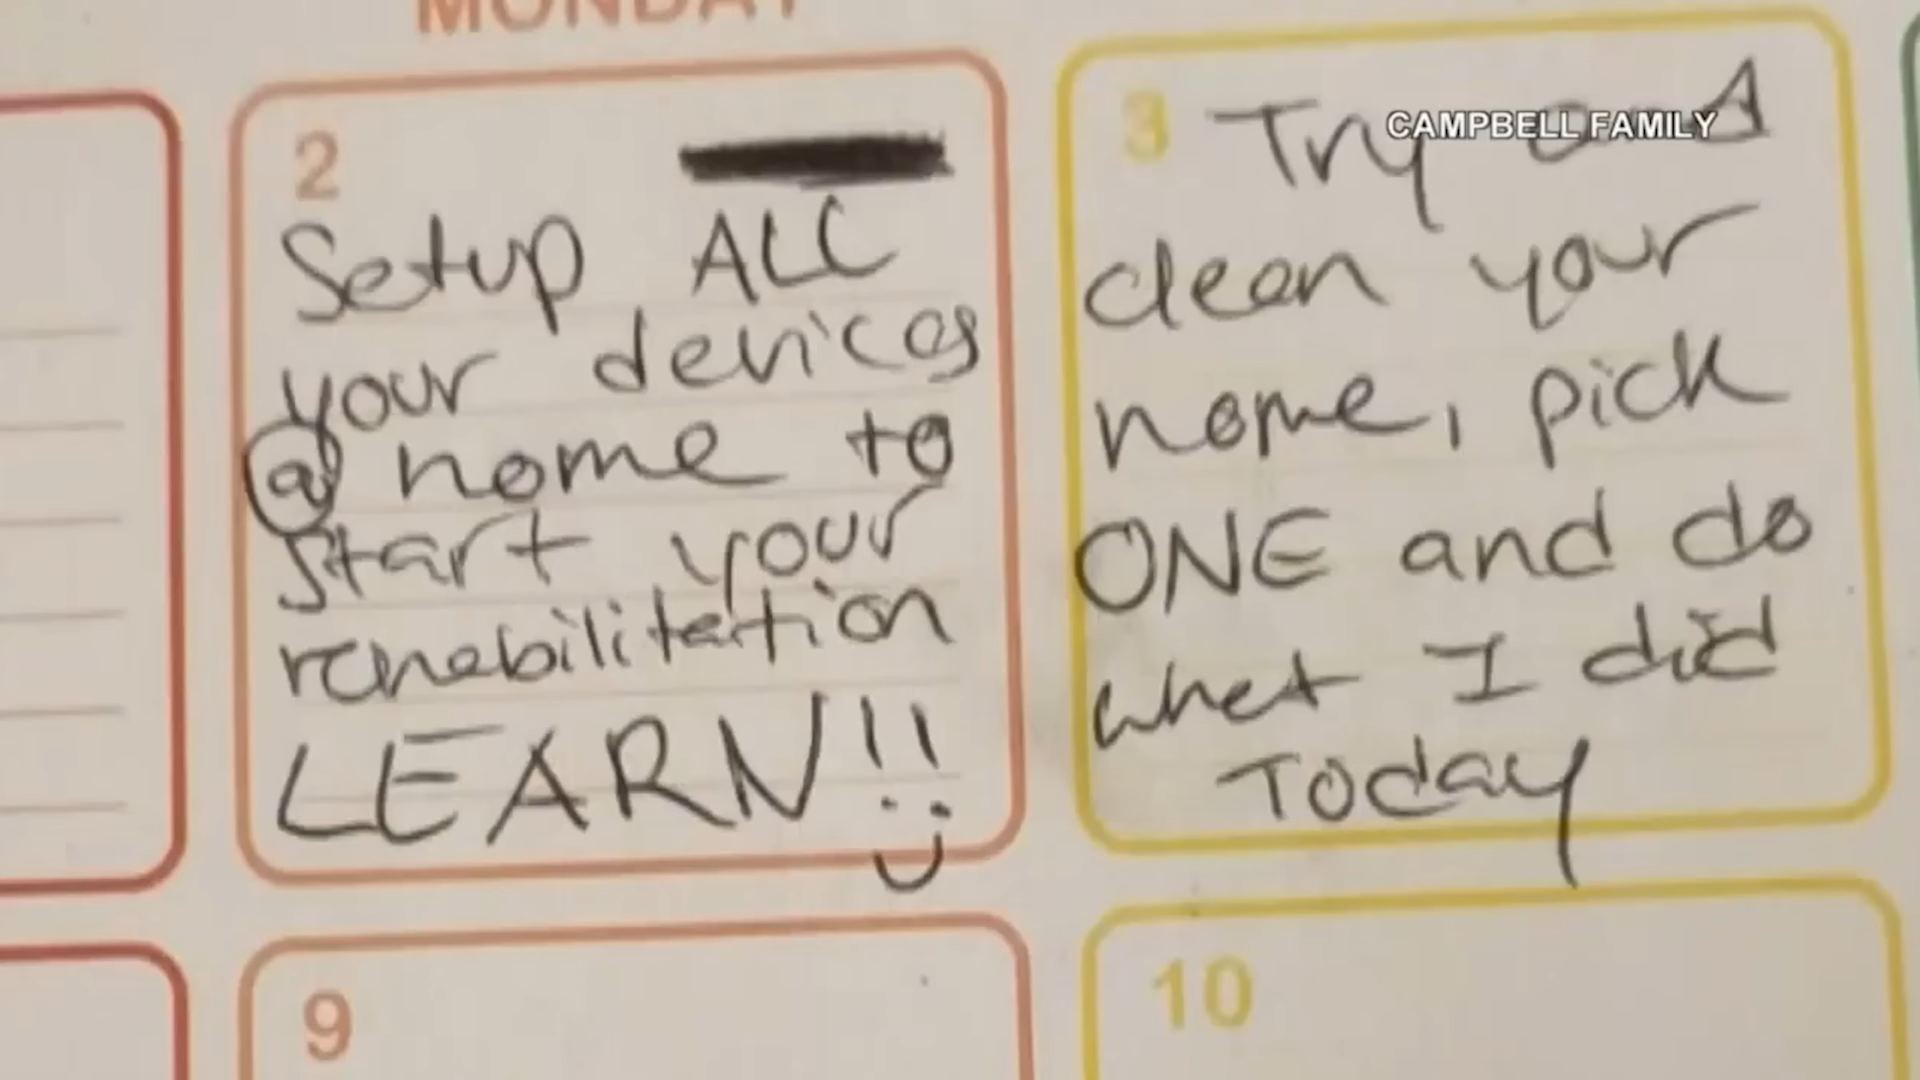 MONDAY
2
Setup ALL
your devices
@ home to
start your
rehabilitation
LEARN!!
3
Try and
CAMPBELL FAMILY
clean your
home, pick
ONE and do
what I did
Today
9
10